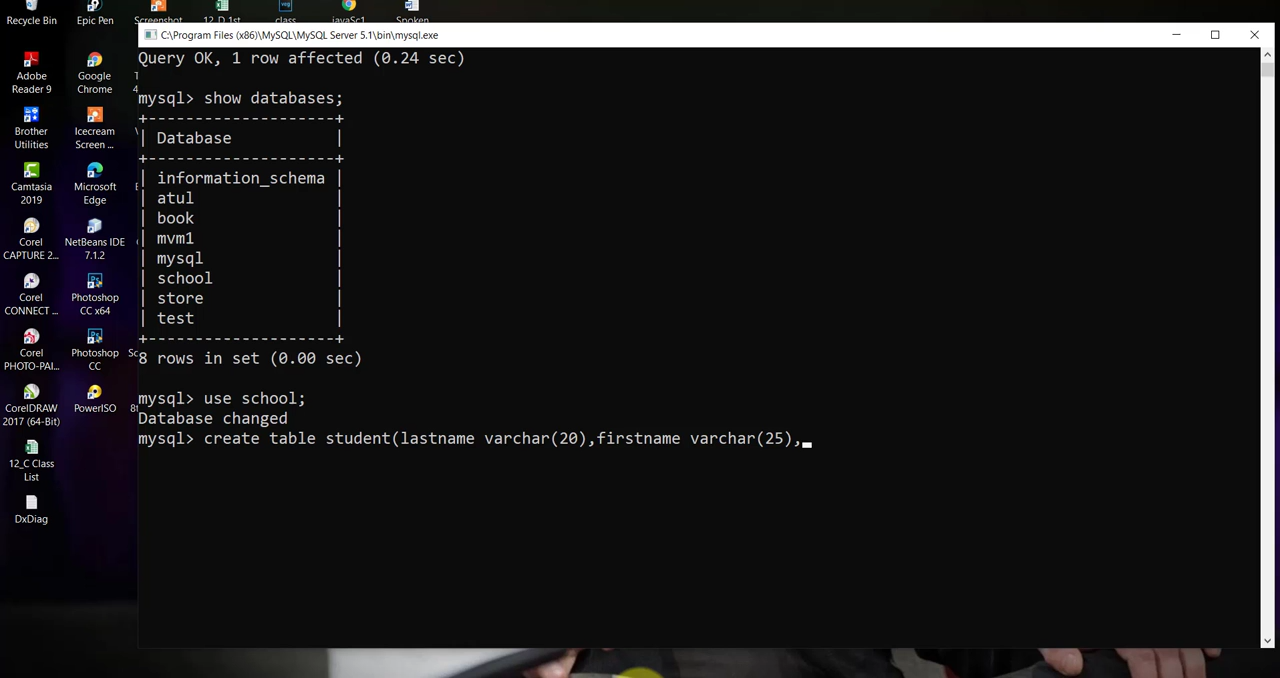 Recycle Bin
Epic Pen
Screenshot
12_D 1st
class
javaSc1
Spoken
C:\Program Files (x86)\MySQL\MySQL Server 5.1\bin\mysql.exe
Query OK, 1 row affected (0.24 sec)
mysql> show databases;
+--------------------+
| Database           |
+--------------------+
| information_schema |
| atul               |
| book               |
| mvm1               |
| mysql              |
| school             |
| store              |
| test               |
+--------------------+
8 rows in set (0.00 sec)
mysql> use school;
Database changed
mysql> create table student(lastname varchar(20),firstname varchar(25),
Adobe
Reader 9
Google
Chrome
Brother
Utilities
Icecream
Screen ...
Camtasia
2019
Microsoft
Edge
Corel
CAPTURE 2...
NetBeans IDE
7.1.2
Corel
CONNECT ...
Photoshop
CC x64
Corel
PHOTO-PAI...
Photoshop
CC
CorelDRAW
2017 (64-Bit)
PowerISO
12_C Class
List
DxDiag